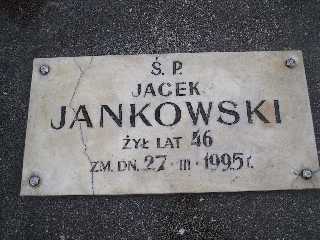 Ś. P.
JACEK
JANKOWSKI
ŻYŁ LAT 46
ZM. DN. 27 · III · 1995 r.